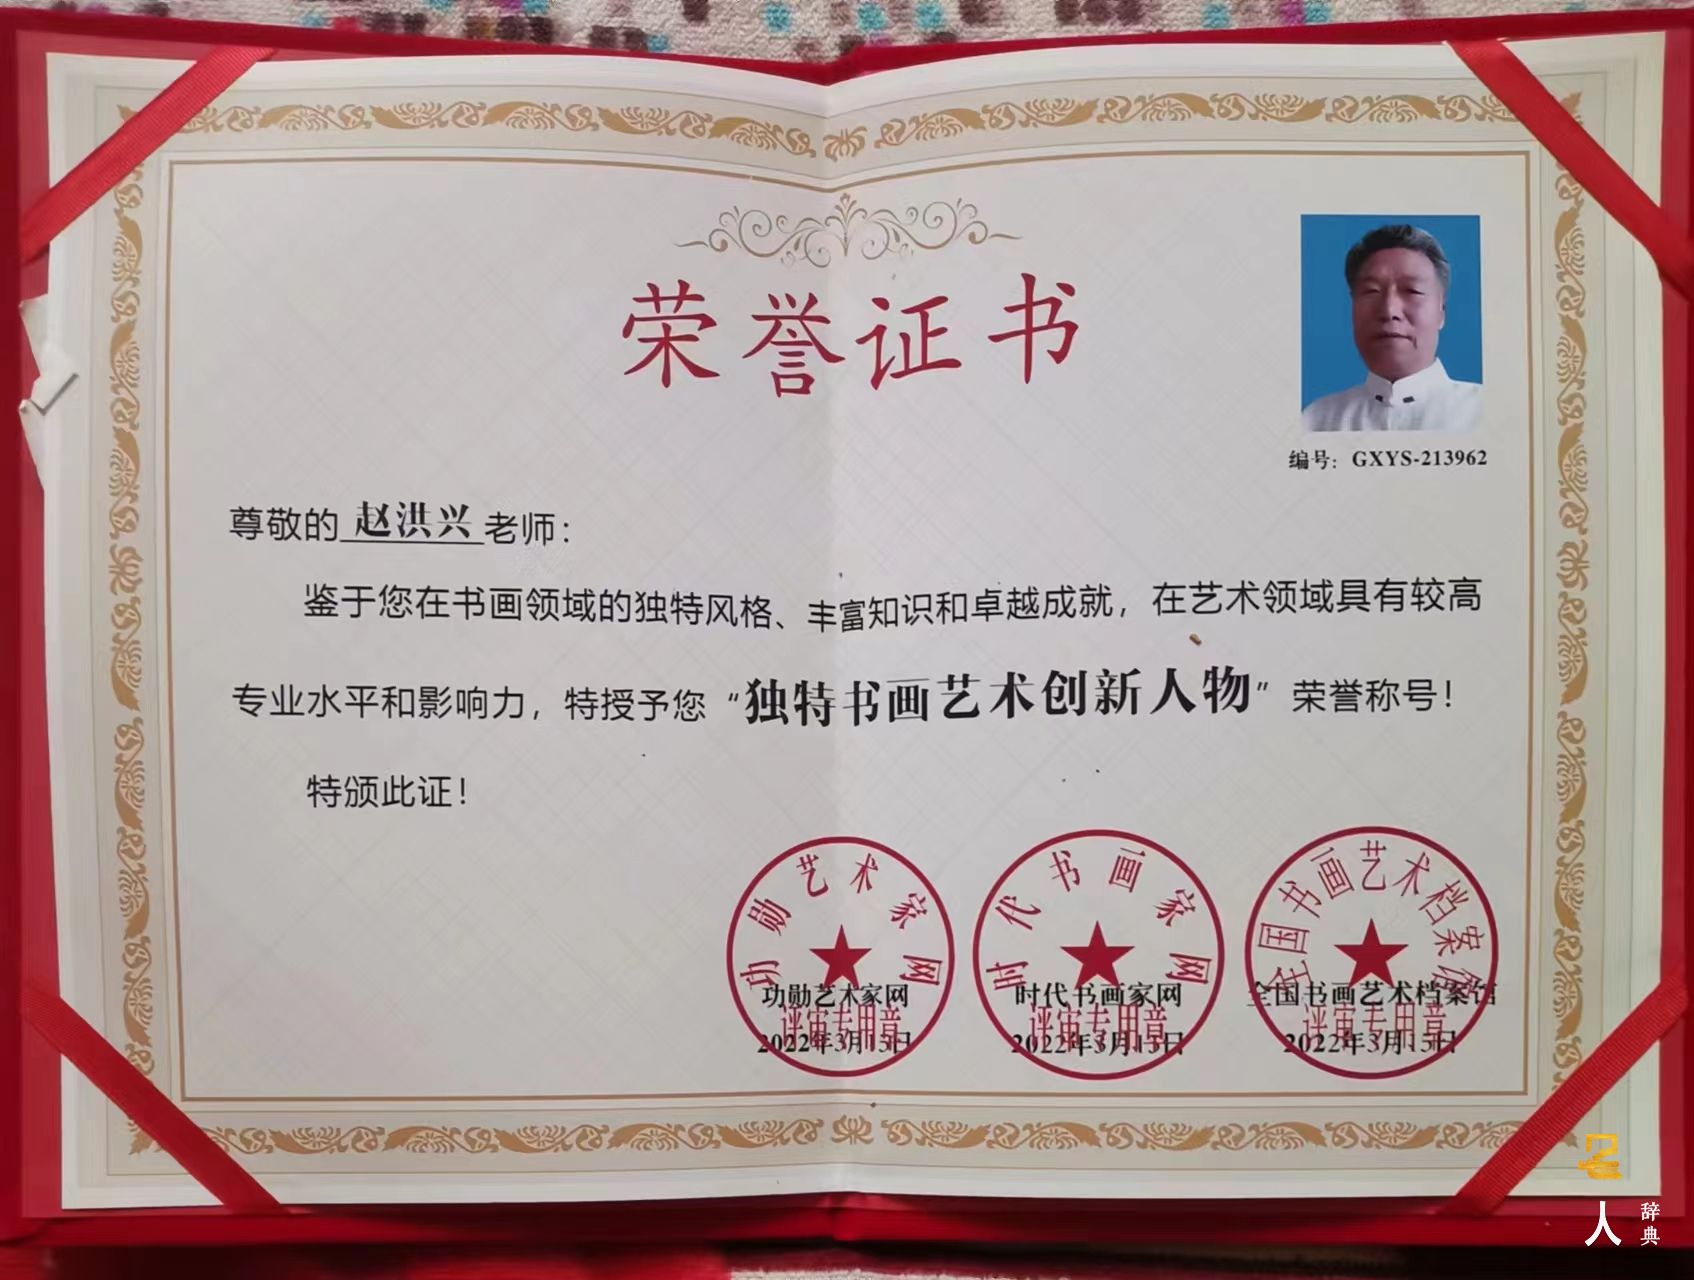 荣誉证书
编号：GXYS-213962
尊敬的 赵洪兴 老师：
鉴于您在书画领域的独特风格、丰富知识和卓越成就，在艺术领域具有较高
专业水平和影响力，特授予您“独特书画艺术创新人物”荣誉称号！
特颁此证！
功勋艺术家网
时代书画家网
全国书画艺术档案馆
功勋艺术家网
时代书画家网
全国书画艺术档案馆
评审专用章
评审专用章
评审专用章
2022年3月15日
2022年3月15日
2022年3月15日
名人辞典